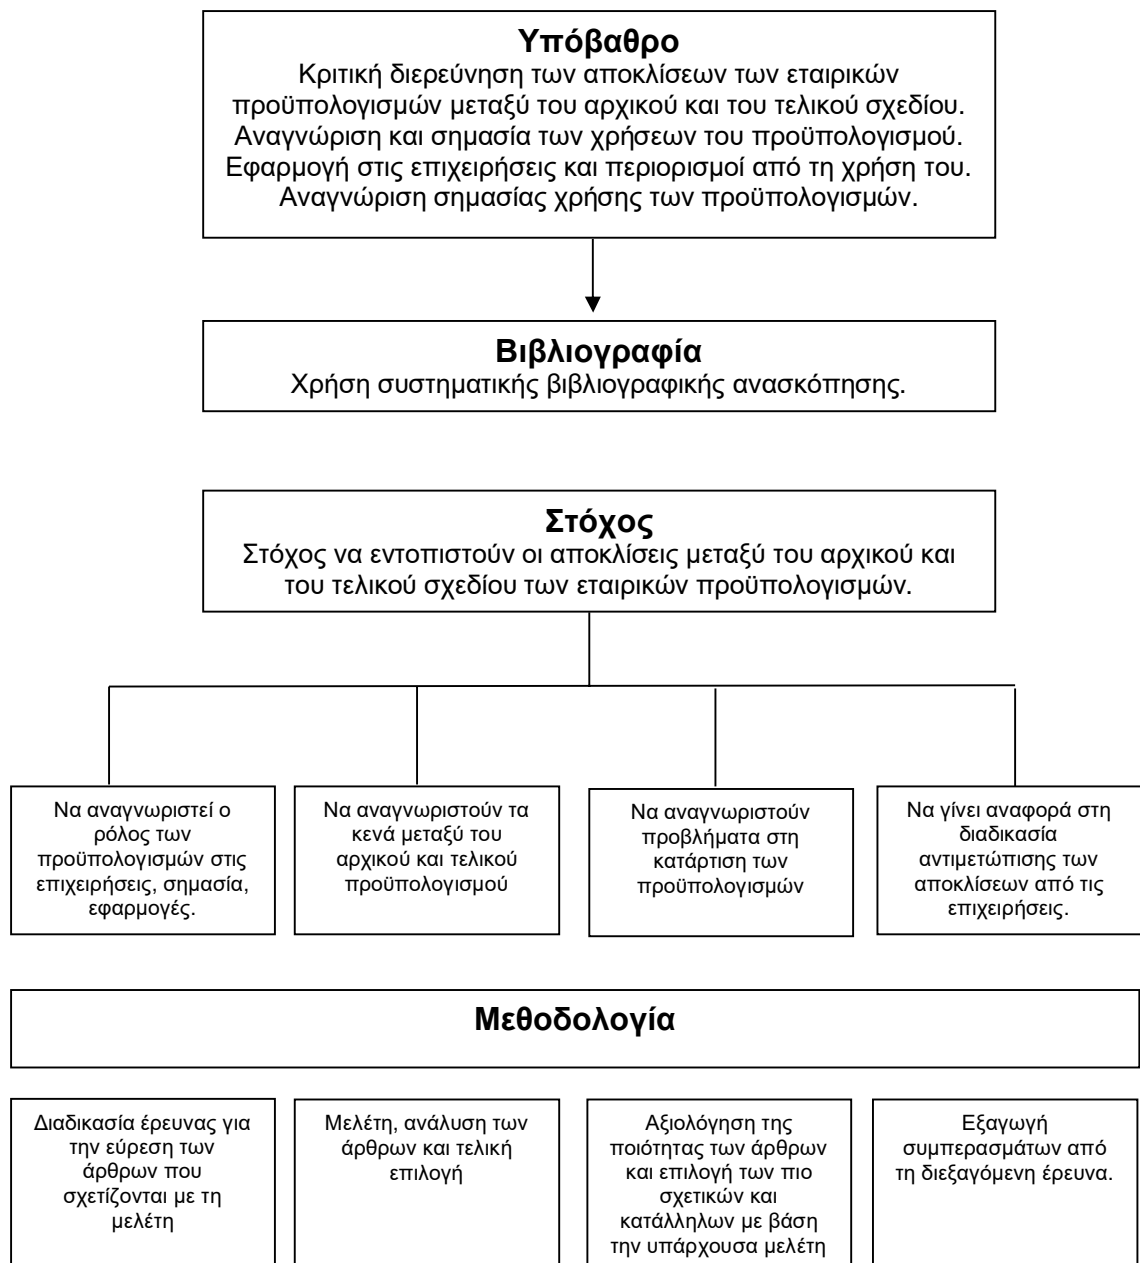 Υπόβαθρο
Κριτική διερεύνηση των αποκλίσεων των εταιρικών
προϋπολογισμών μεταξύ του αρχικού και του τελικού σχεδίου.
Αναγνώριση και σημασία των χρήσεων του προϋπολογισμού.
Εφαρμογή στις επιχειρήσεις και περιορισμοί από τη χρήση του.
Αναγνώριση σημασίας χρήσης των προϋπολογισμών.
Βιβλιογραφία
Χρήση συστηματικής βιβλιογραφικής ανασκόπησης.
Στόχος
Στόχος να εντοπιστούν οι αποκλίσεις μεταξύ του αρχικού και
του τελικού σχεδίου των εταιρικών προϋπολογισμών.
Να αναγνωριστεί ο
ρόλος των
προϋπολογισμών στις
επιχειρήσεις, σημασία,
εφαρμογές.
Να αναγνωριστούν τα
κενά μεταξύ του
αρχικού και τελικού
προϋπολογισμού
Να αναγνωριστούν
προβλήματα στη
κατάρτιση των
προϋπολογισμών
Να γίνει αναφορά στη
διαδικασία
αντιμετώπισης των
αποκλίσεων από τις
επιχειρήσεις.
Μεθοδολογία
Διαδικασία έρευνας για
την εύρεση των
άρθρων που
σχετίζονται με τη
μελέτη
Μελέτη, ανάλυση των
άρθρων και τελική
επιλογή
Αξιολόγηση της
ποιότητας των άρθρων
και επιλογή των πιο
σχετικών και
κατάλληλων με βάση
την υπάρχουσα μελέτη
Εξαγωγή
συμπερασμάτων από
τη διεξαγόμενη έρευνα.